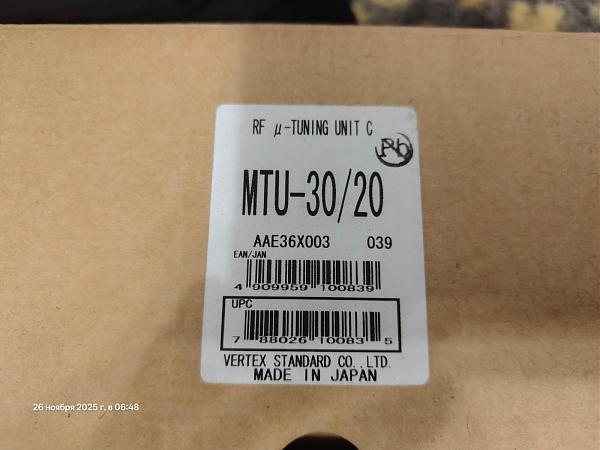 RF μ-TUNING UNIT C
Pb
MTU-30/20
AAE36X003 039
EAN/JAN
4 909959 100839
UPC
7 88026 10083 5
VERTEX STANDARD CO.,LTD.
MADE IN JAPAN
26 ноября 2025 г. в 06:48